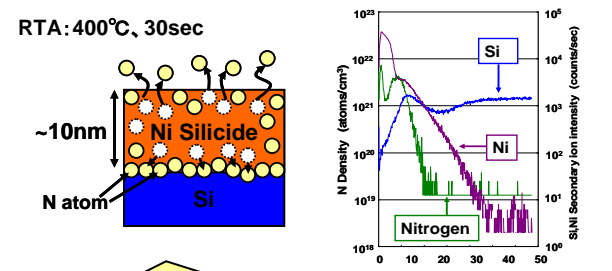 RTA:400℃、30sec
~10nm
Ni Silicide
N atom
Si
N Density (atoms/cm³)
10²³
10²²
10²¹
10²⁰
10¹⁹
10¹⁸
Si
Ni
Nitrogen
0 10 20 30 40 50
10⁵
10⁴
10³
10²
10¹
10⁰
Si,Ni Secondary ion intensity (counts/sec)